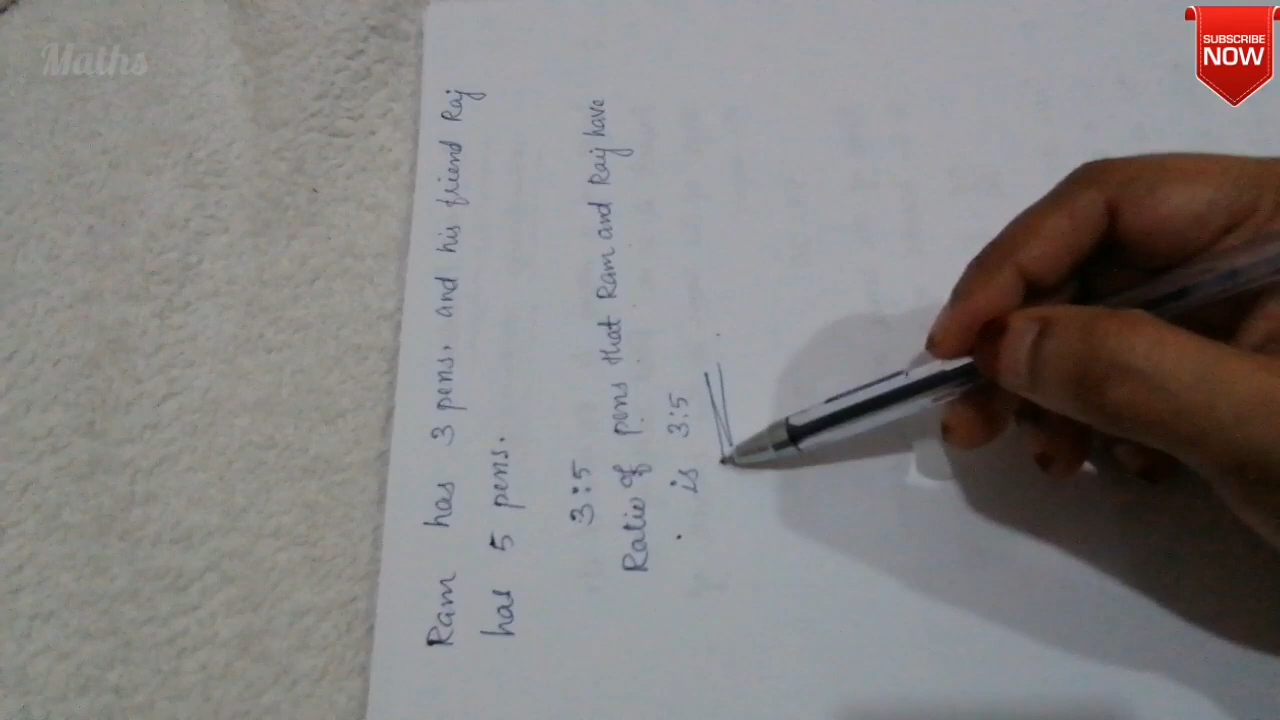 Maths
SUBSCRIBE
NOW
Ram has 3 pens, and his friend Raj
has 5 pens.
3:5
Ratio of pens that Ram and Raj have
is 3:5